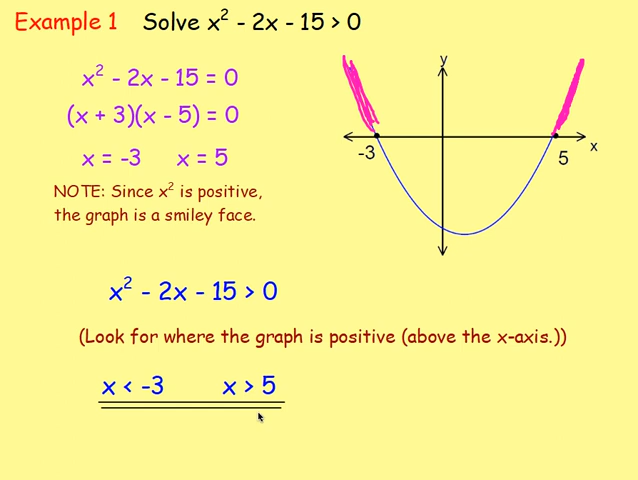 Example 1 Solve x² - 2x - 15 > 0
x² - 2x - 15 = 0
(x + 3)(x - 5) = 0
x = -3 x = 5
NOTE: Since x² is positive,
the graph is a smiley face.
y
x
-3
5
x² - 2x - 15 > 0
(Look for where the graph is positive (above the x-axis.))
x < -3 x > 5